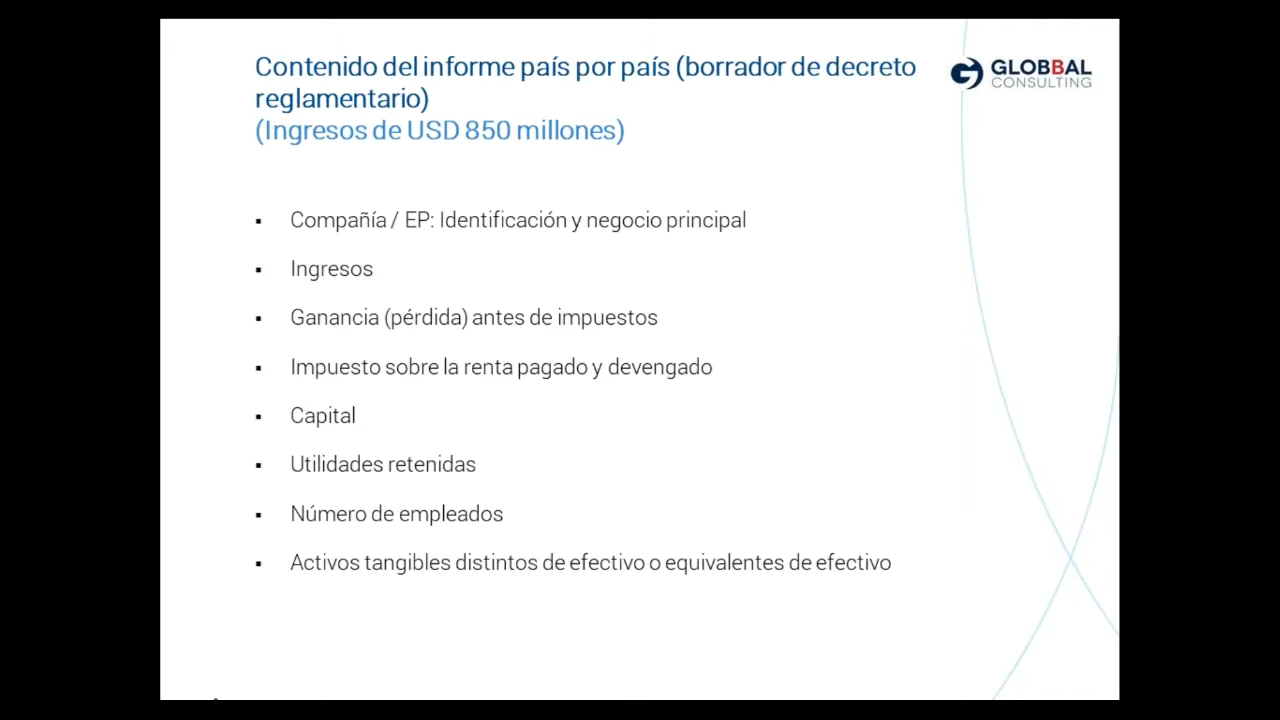 Contenido del informe país por país (borrador de decreto
reglamentario)
(Ingresos de USD 850 millones)
GLOBBAL
CONSULTING
▪ Compañía / EP: Identificación y negocio principal
▪ Ingresos
▪ Ganancia (pérdida) antes de impuestos
▪ Impuesto sobre la renta pagado y devengado
▪ Capital
▪ Utilidades retenidas
▪ Número de empleados
▪ Activos tangibles distintos de efectivo o equivalentes de efectivo